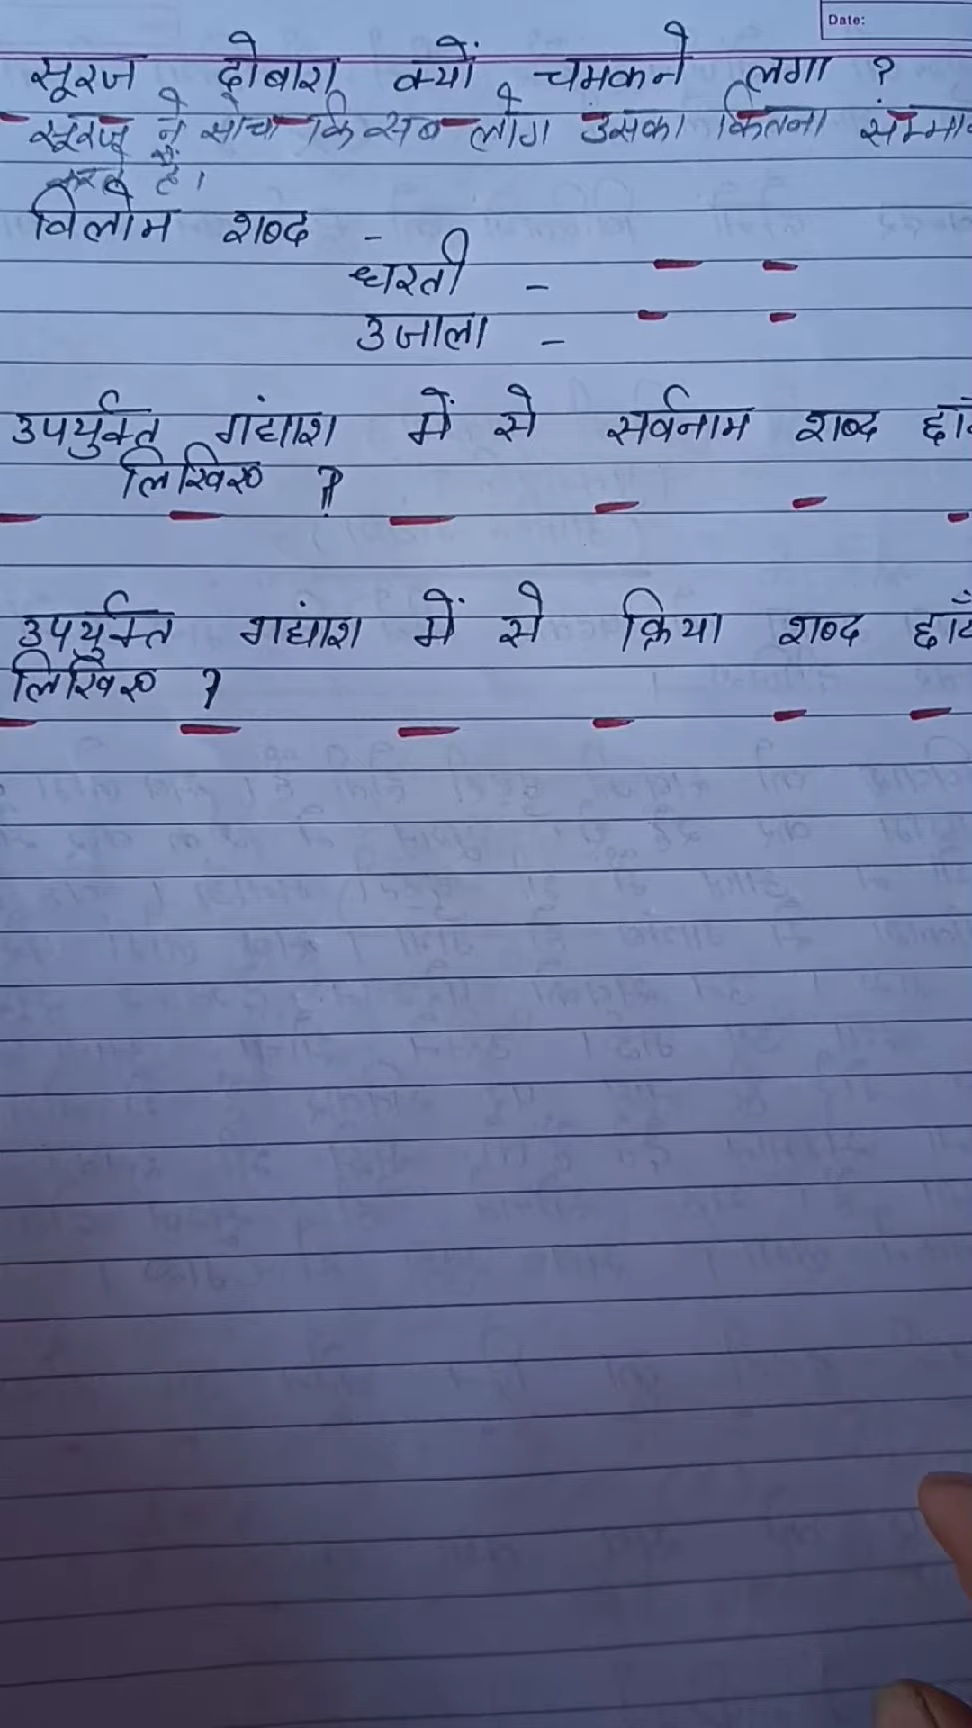 Date:
सूरज दोबारा क्यों चमकने लगा ?
सूरज ने सोचा कि सब लोग उसका कितना सम्मा
करते हैं।
विलोम शब्द -
धरती -
उजाला -
उपर्युक्त गंद्याश में से सर्वनाम शब्द
लिखिए ?
उपर्युक्त गद्यांश में से क्रिया शब्द
लिखिए ?